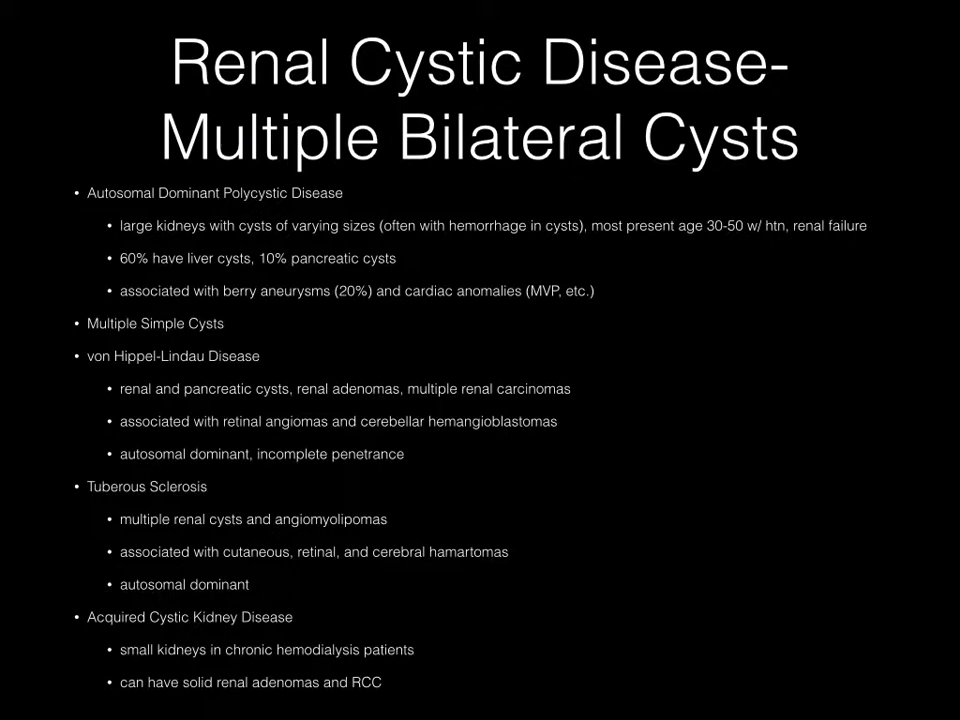 Renal Cystic Disease-
Multiple Bilateral Cysts
• Autosomal Dominant Polycystic Disease
• large kidneys with cysts of varying sizes (often with hemorrhage in cysts), most present age 30-50 w/ htn, renal failure
• 60% have liver cysts, 10% pancreatic cysts
• associated with berry aneurysms (20%) and cardiac anomalies (MVP, etc.)
• Multiple Simple Cysts
• von Hippel-Lindau Disease
• renal and pancreatic cysts, renal adenomas, multiple renal carcinomas
• associated with retinal angiomas and cerebellar hemangioblastomas
• autosomal dominant, incomplete penetrance
• Tuberous Sclerosis
• multiple renal cysts and angiomyolipomas
• associated with cutaneous, retinal, and cerebral hamartomas
• autosomal dominant
• Acquired Cystic Kidney Disease
• small kidneys in chronic hemodialysis patients
• can have solid renal adenomas and RCC